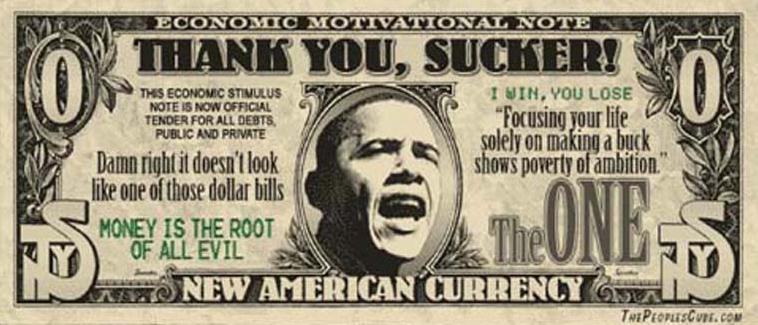 ECONOMIC MOTIVATIONAL NOTE
THANK YOU, SUCKER!
0
0
THIS ECONOMIC STIMULUS
NOTE IS NOW OFFICIAL
TENDER FOR ALL DEBTS,
PUBLIC AND PRIVATE
Damn right it doesn't look
like one of those dollar bills
MONEY IS THE ROOT
OF ALL EVIL
I WIN, YOU LOSE
"Focusing your life
solely on making a buck
shows poverty of ambition."
The ONE
TYS
TYS
NEW AMERICAN CURRENCY
THEPEOPLESCUBE.COM